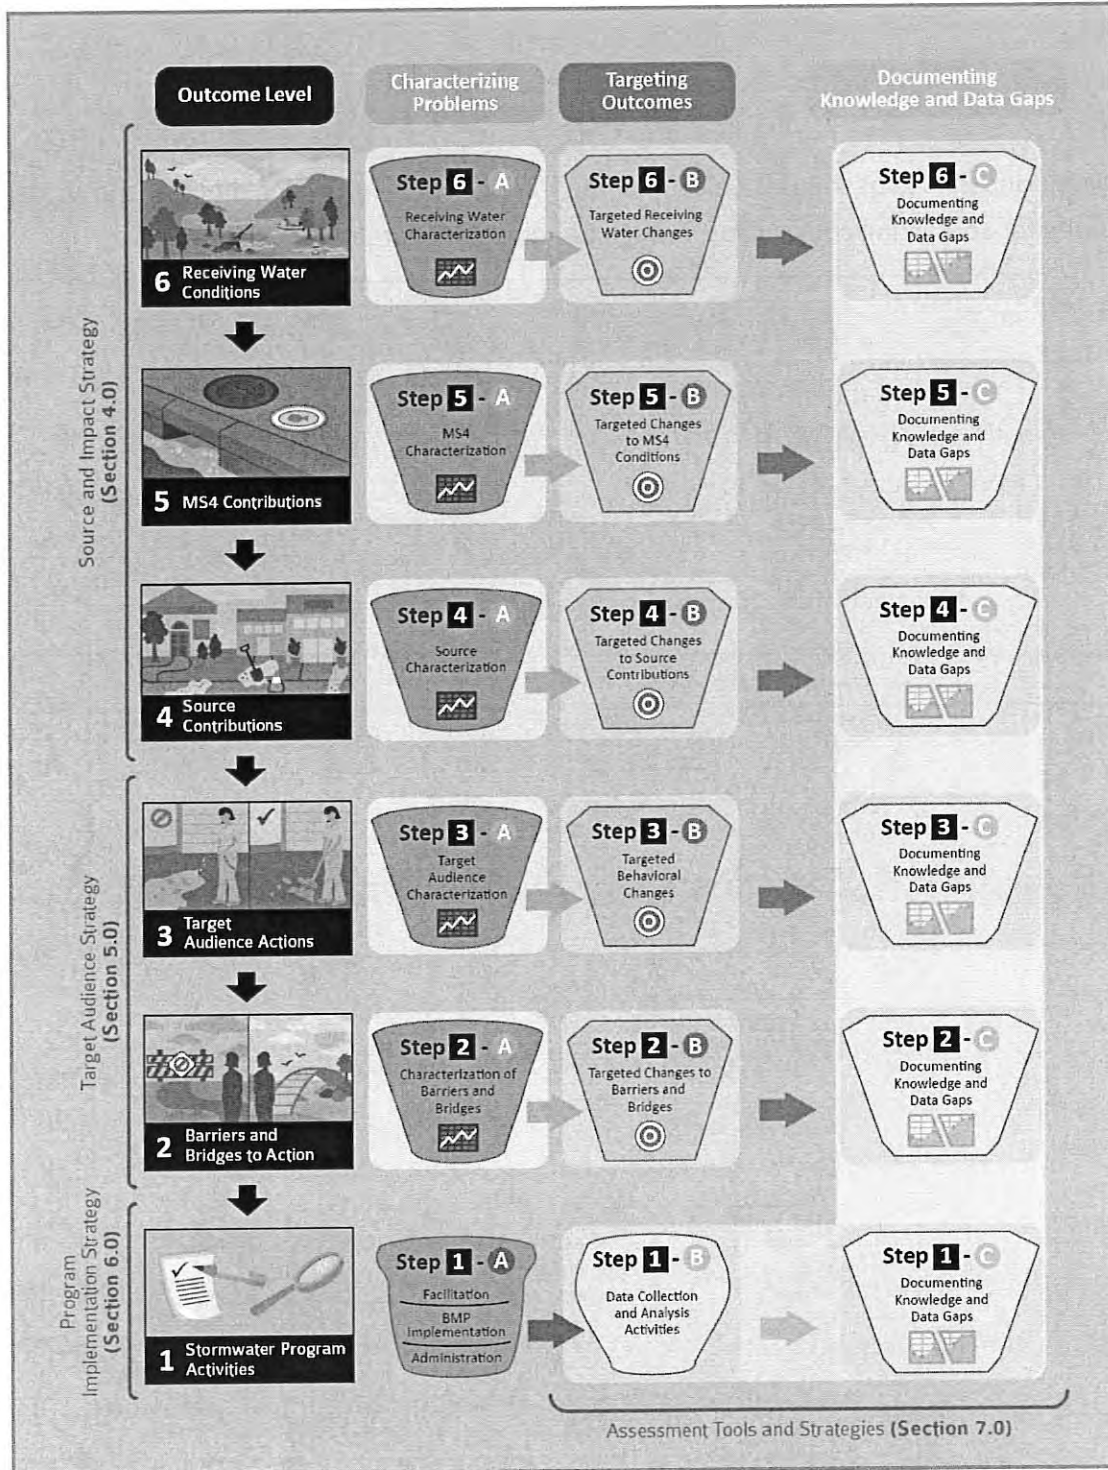 Outcome Level
Characterizing
Problems
Targeting
Outcomes
Documenting
Knowledge and Data Gaps
Source and Impact Strategy
(Section 4.0)
6 Receiving Water
Conditions
Step 6 - A
Receiving Water
Characterization
Step 6 - B
Targeted Receiving
Water Changes
Step 6 - C
Documenting
Knowledge and
Data Gaps
5 MS4 Contributions
Step 5 - A
MS4
Characterization
Step 5 - B
Targeted Changes
to MS4
Conditions
Step 5 - C
Documenting
Knowledge and
Data Gaps
4 Source
Contributions
Step 4 - A
Source
Characterization
Step 4 - B
Targeted Changes
to Source
Contributions
Step 4 - C
Documenting
Knowledge and
Data Gaps
Target Audience Strategy
(Section 5.0)
3 Target
Audience Actions
Step 3 - A
Target
Audience
Characterization
Step 3 - B
Targeted
Behavioral
Changes
Step 3 - C
Documenting
Knowledge and
Data Gaps
2 Barriers and
Bridges to Action
Step 2 - A
Characterization of
Barriers and
Bridges
Step 2 - B
Targeted Changes to
Barriers and
Bridges
Step 2 - C
Documenting
Knowledge and
Data Gaps
Program
Implementation Strategy
(Section 6.0)
1 Stormwater Program
Activities
Step 1 - A
Facilitation
BMP
Implementation
Administration
Step 1 - B
Data Collection
and Analysis
Activities
Step 1 - C
Documenting
Knowledge and
Data Gaps
Assessment Tools and Strategies (Section 7.0)